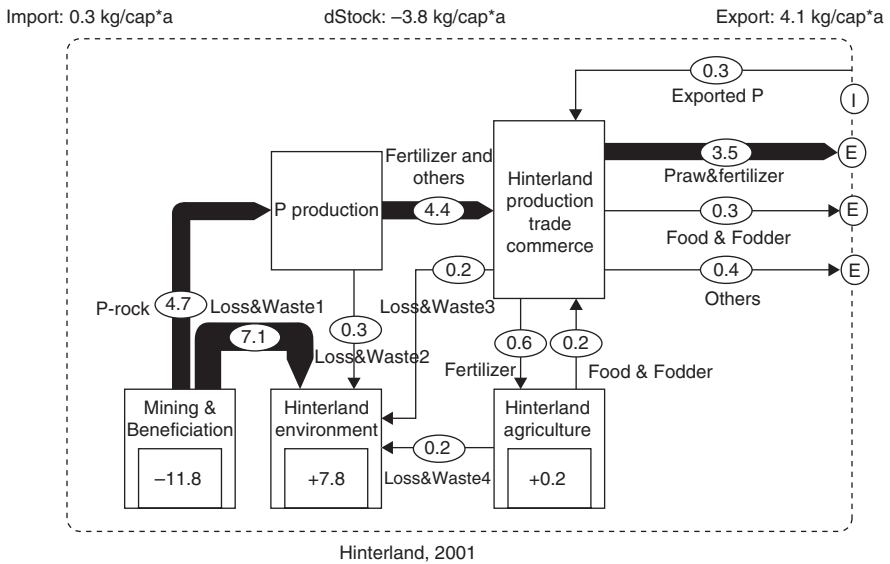 Import: 0.3 kg/cap*a
dStock: –3.8 kg/cap*a
Export: 4.1 kg/cap*a
0.3
Exported P
I
P production
Fertilizer and
others
4.4
Hinterland
production
trade
commerce
3.5
Praw&fertilizer
E
0.3
Food & Fodder
E
0.4
Others
E
0.2
Loss&Waste3
P-rock
4.7
Loss&Waste1
7.1
0.3
Loss&Waste2
0.6
Fertilizer
0.2
Food & Fodder
Mining &
Beneficiation
–11.8
Hinterland
environment
+7.8
0.2
Loss&Waste4
Hinterland
agriculture
+0.2
Hinterland, 2001